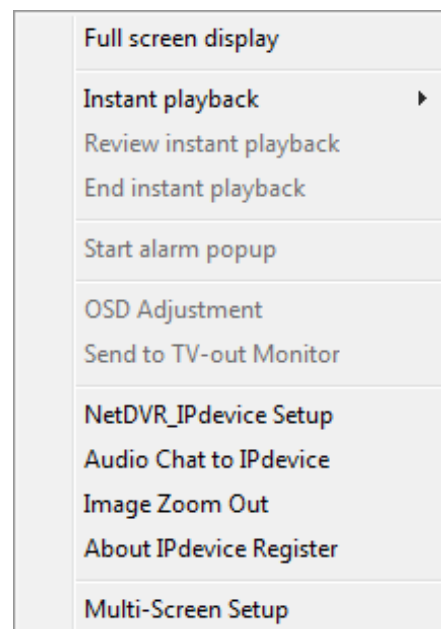 Full screen display
Instant playback
Review instant playback
End instant playback
Start alarm popup
OSD Adjustment
Send to TV-out Monitor
NetDVR_IPdevice Setup
Audio Chat to IPdevice
Image Zoom Out
About IPdevice Register
Multi-Screen Setup